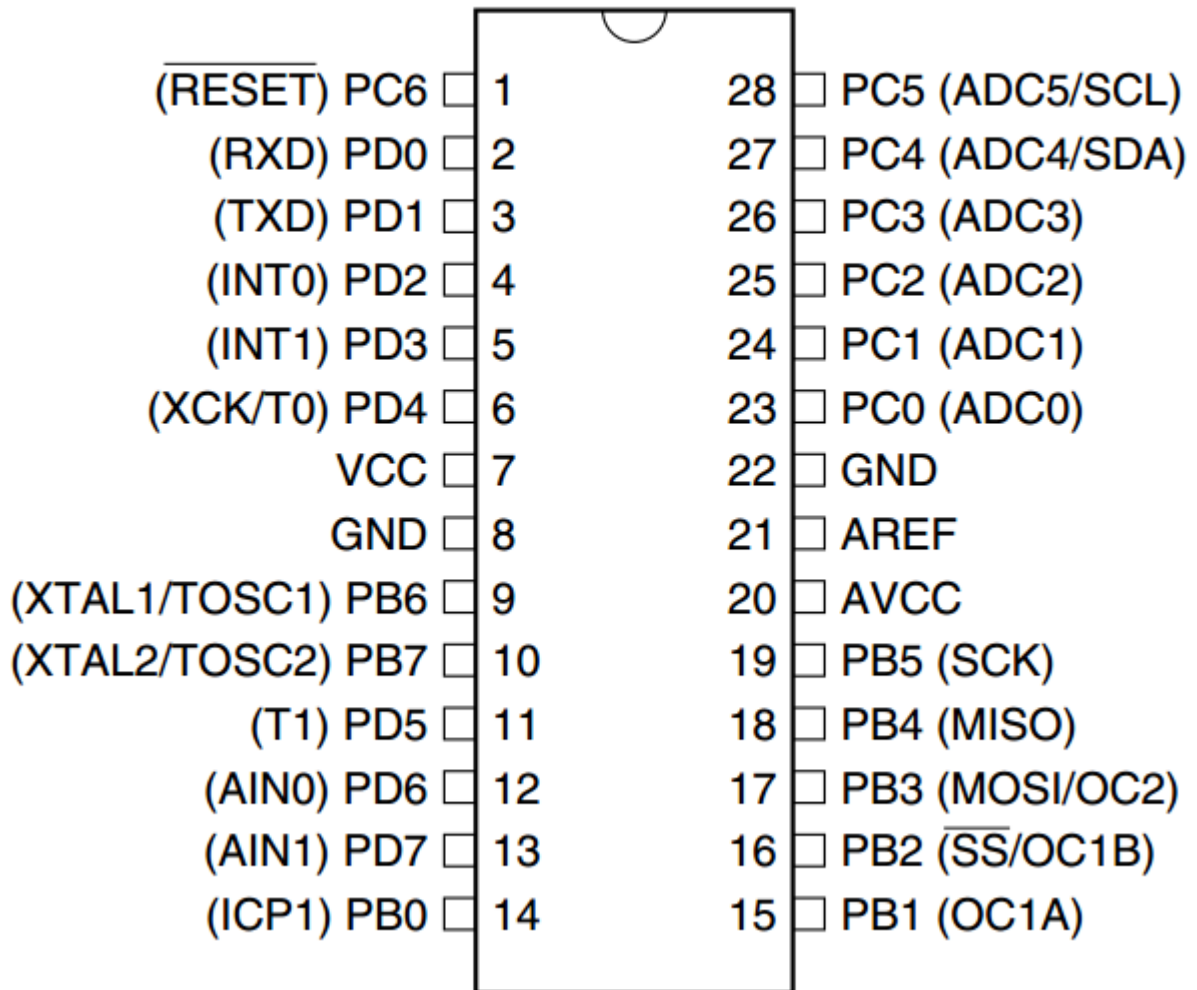 (RESET) PC6 1 28 PC5 (ADC5/SCL)
(RXD) PD0 2 27 PC4 (ADC4/SDA)
(TXD) PD1 3 26 PC3 (ADC3)
(INT0) PD2 4 25 PC2 (ADC2)
(INT1) PD3 5 24 PC1 (ADC1)
(XCK/T0) PD4 6 23 PC0 (ADC0)
VCC 7 22 GND
GND 8 21 AREF
(XTAL1/TOSC1) PB6 9 20 AVCC
(XTAL2/TOSC2) PB7 10 19 PB5 (SCK)
(T1) PD5 11 18 PB4 (MISO)
(AIN0) PD6 12 17 PB3 (MOSI/OC2)
(AIN1) PD7 13 16 PB2 (SS/OC1B)
(ICP1) PB0 14 15 PB1 (OC1A)